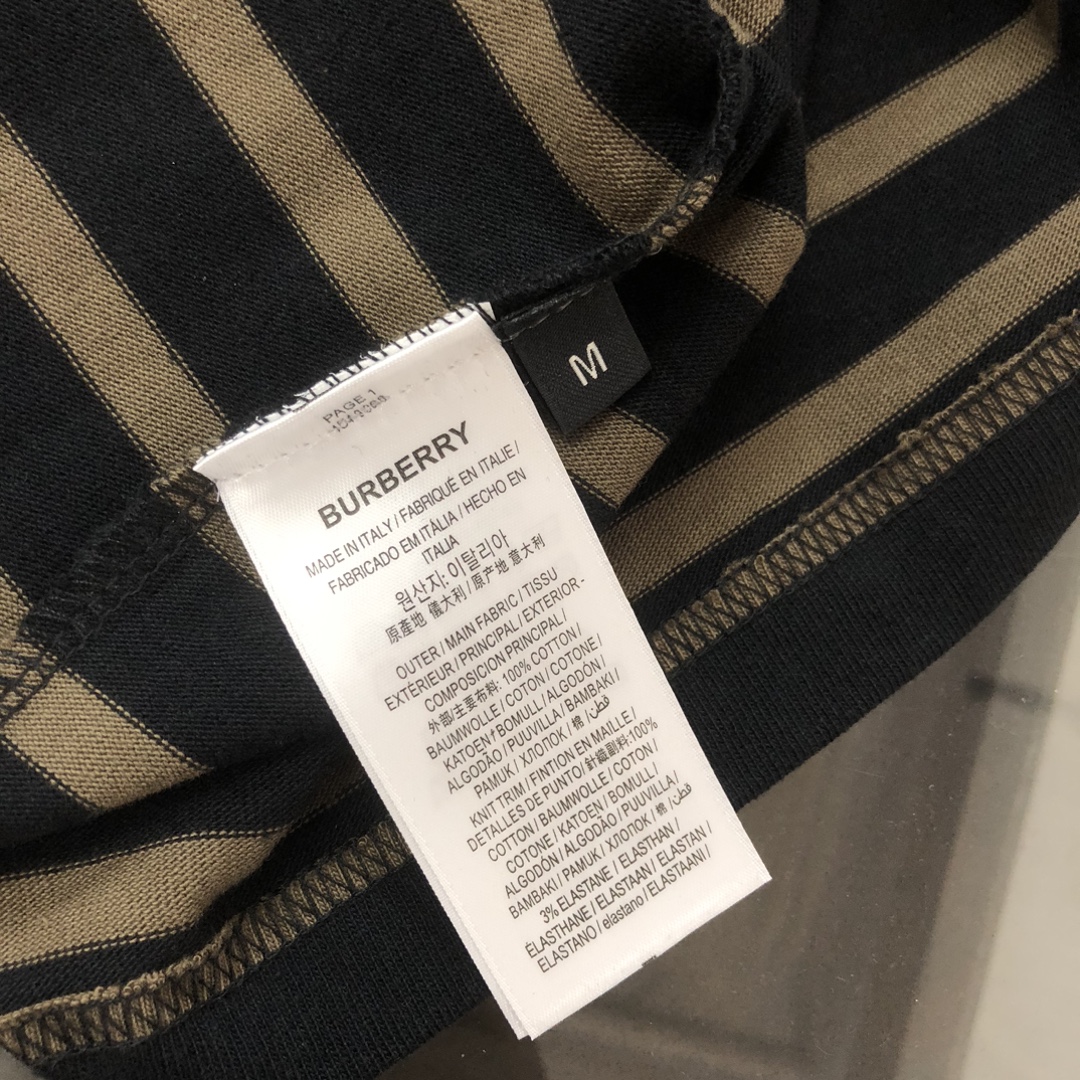 PAGE 1
BURBERRY
MADE IN ITALY / FABRIQUÉ EN ITALIE /
FABRICADO EM ITÁLIA / HECHO EN
ITALIA
원산지: 이탈리아
原產地 儀大利 / 原产地 意大利
OUTER / MAIN FABRIC / TISSU
EXTÉRIEUR / PRINCIPAL / EXTERIOR -
COMPOSICION PRINCIPAL /
外部/主要布料: 100% COTTON /
BAUMWOLLE / COTON / COTONE /
KATOEN † BOMULL / ALGODÓN /
ALGODÃO / PUUVILLA / BAMBAKI /
PAMUK / ХЛОПОК / 棉 / قطن
KNIT TRIM / FINTION EN MAILLE /
DETALLES DE PUNTO / 針織副料:100%
COTTON / BAUMWOLLE / COTON /
COTONE / KATOEN / BOMULL /
ALGODÓN / ALGODÃO / PUUVILLA /
BAMBAKI / PAMUK / ХЛОПОК / 棉 / قطن
3% ELASTANE / ELASTHAN /
ÉLASTHANE / ELASTAAN / ELASTAN /
ELASTANO / elastano / ELASTAANI /
M